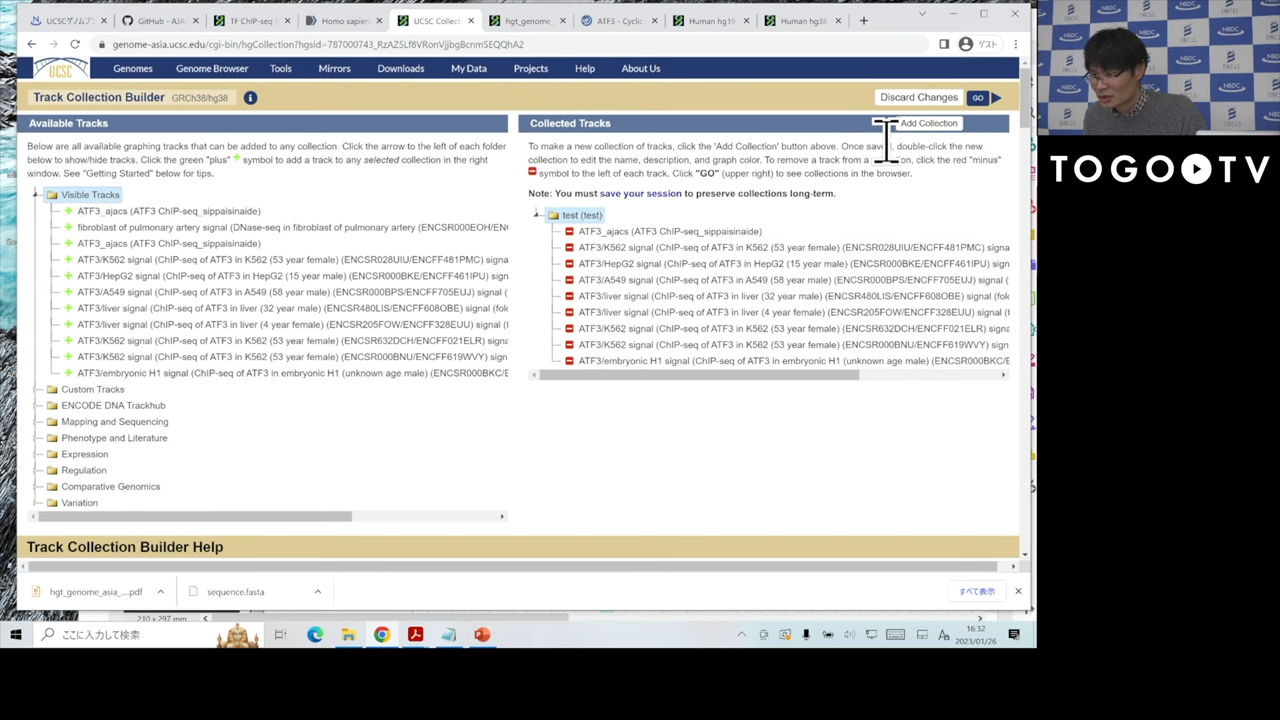 UCSCゲノムブ
GitHub - AJA
TF ChIP-seq
Homo sapien
UCSC Collect
hgt_genome_
ATF3 - Cyclic
Human hg19
Human hg38
genome-asia.ucsc.edu/cgi-bin/hgCollection?hgsid=787000743_RzAZ5Lf8VRonVjjbgBcnmSEQQhA2
ゲスト
UCSC
Genomes
Genome Browser
Tools
Mirrors
Downloads
My Data
Projects
Help
About Us
Track Collection Builder GRCh38/hg38
Discard Changes
GO
Available Tracks
Below are all available graphing tracks that can be added to any collection. Click the arrow to the left of each folder
below to show/hide tracks. Click the green "plus" symbol to add a track to any selected collection in the right
window. See "Getting Started" below for tips.
Visible Tracks
ATF3_ajacs (ATF3 ChIP-seq_sippaisinaide)
fibroblast of pulmonary artery signal (DNase-seq in fibroblast of pulmonary artery (ENCSR000EOH/EN
ATF3_ajacs (ATF3 ChIP-seq_sippaisinaide)
ATF3/K562 signal (ChIP-seq of ATF3 in K562 (53 year female) (ENCSR028UIU/ENCFF481PMC) signa
ATF3/HepG2 signal (ChIP-seq of ATF3 in HepG2 (15 year male) (ENCSR000BKE/ENCFF461IPU) signa
ATF3/A549 signal (ChIP-seq of ATF3 in A549 (58 year male) (ENCSR000BPS/ENCFF705EUJ) signal (
ATF3/liver signal (ChIP-seq of ATF3 in liver (32 year male) (ENCSR480LIS/ENCFF608OBE) signal (fol
ATF3/liver signal (ChIP-seq of ATF3 in liver (4 year female) (ENCSR205FOW/ENCFF328EUU) signal (f
ATF3/K562 signal (ChIP-seq of ATF3 in K562 (53 year female) (ENCSR632DCH/ENCFF021ELR) signa
ATF3/K562 signal (ChIP-seq of ATF3 in K562 (53 year female) (ENCSR000BNU/ENCFF619WVY) signa
ATF3/embryonic H1 signal (ChIP-seq of ATF3 in embryonic H1 (unknown age male) (ENCSR000BKC/E
Custom Tracks
ENCODE DNA Trackhub
Mapping and Sequencing
Phenotype and Literature
Expression
Regulation
Comparative Genomics
Variation
Collected Tracks
Add Collection
To make a new collection of tracks, click the 'Add Collection' button above. Once saved, double-click the new
collection to edit the name, description, and graph color. To remove a track from a on, click the red "minus"
symbol to the left of each track. Click "GO" (upper right) to see collections in the browser.
Note: You must save your session to preserve collections long-term.
test (test)
ATF3_ajacs (ATF3 ChIP-seq_sippaisinaide)
ATF3/K562 signal (ChIP-seq of ATF3 in K562 (53 year female) (ENCSR028UIU/ENCFF481PMC) signa
ATF3/HepG2 signal (ChIP-seq of ATF3 in HepG2 (15 year male) (ENCSR000BKE/ENCFF461IPU) signa
ATF3/A549 signal (ChIP-seq of ATF3 in A549 (58 year male) (ENCSR000BPS/ENCFF705EUJ) signal (
ATF3/liver signal (ChIP-seq of ATF3 in liver (32 year male) (ENCSR480LIS/ENCFF608OBE) signal (fol
ATF3/liver signal (ChIP-seq of ATF3 in liver (4 year female) (ENCSR205FOW/ENCFF328EUU) signal (f
ATF3/K562 signal (ChIP-seq of ATF3 in K562 (53 year female) (ENCSR632DCH/ENCFF021ELR) signa
ATF3/K562 signal (ChIP-seq of ATF3 in K562 (53 year female) (ENCSR000BNU/ENCFF619WVY) signa
ATF3/embryonic H1 signal (ChIP-seq of ATF3 in embryonic H1 (unknown age male) (ENCSR000BKC/E
Track Collection Builder Help
hgt_genome_asia_....pdf
sequence.fasta
すべて表示
210 x 297 mm
ここに入力して検索
A
16:32
2023/01/26
NBDC
DBCLS
TOGO TV